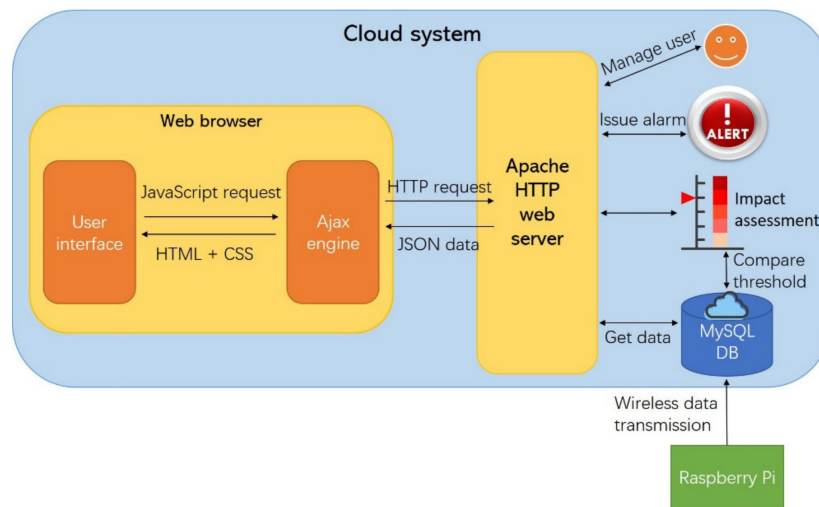 Cloud system
Manage user
Web browser
Issue alarm
!
ALERT
User
interface
JavaScript request
HTML + CSS
Ajax
engine
HTTP request
JSON data
Apache
HTTP
web
server
Impact
assessment
Compare
threshold
Get data
MySQL
DB
Wireless data
transmission
Raspberry Pi